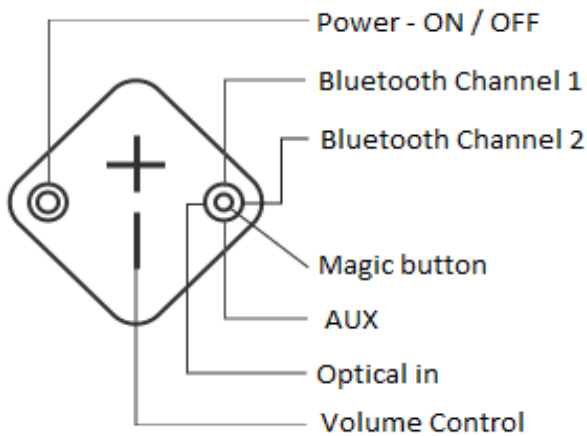 Power - ON / OFF
Bluetooth Channel 1
Bluetooth Channel 2
Magic button
AUX
Optical in
Volume Control